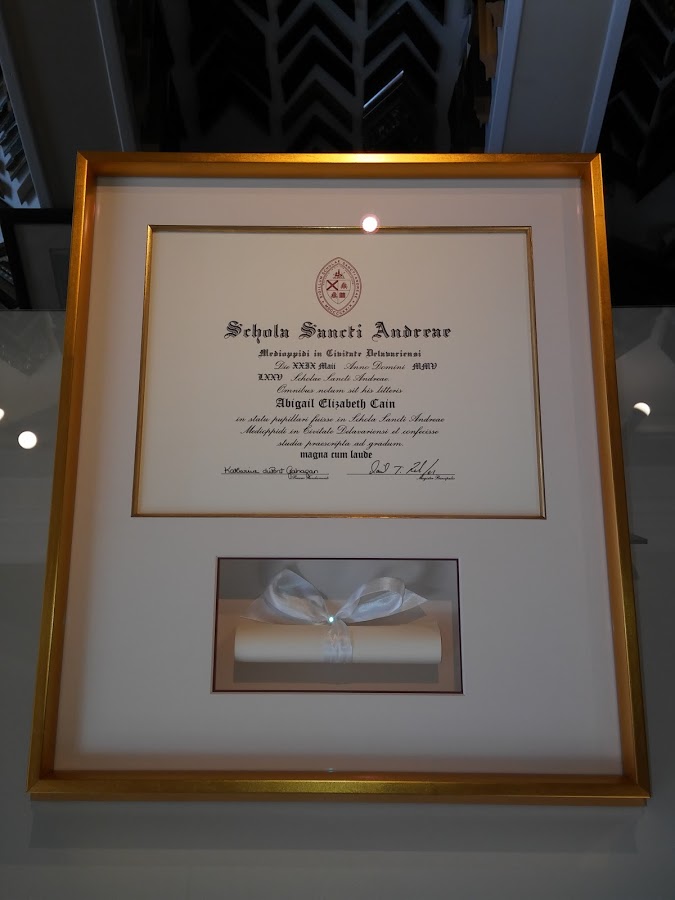 Schola Sancti Andreae
Medioppidi in Civitate Delavariensi
Die XXIX Maii Anno Domini MMV
LXXV Scholae Sancti Andreae
Omnibus notum sit his litteris
Abigail Elizabeth Cain
in statu pupillari fuisse in Schola Sancti Andreae
Medioppidi in Civitate Delavariensi et confecisse
studia praescripta ad gradum
magna cum laude